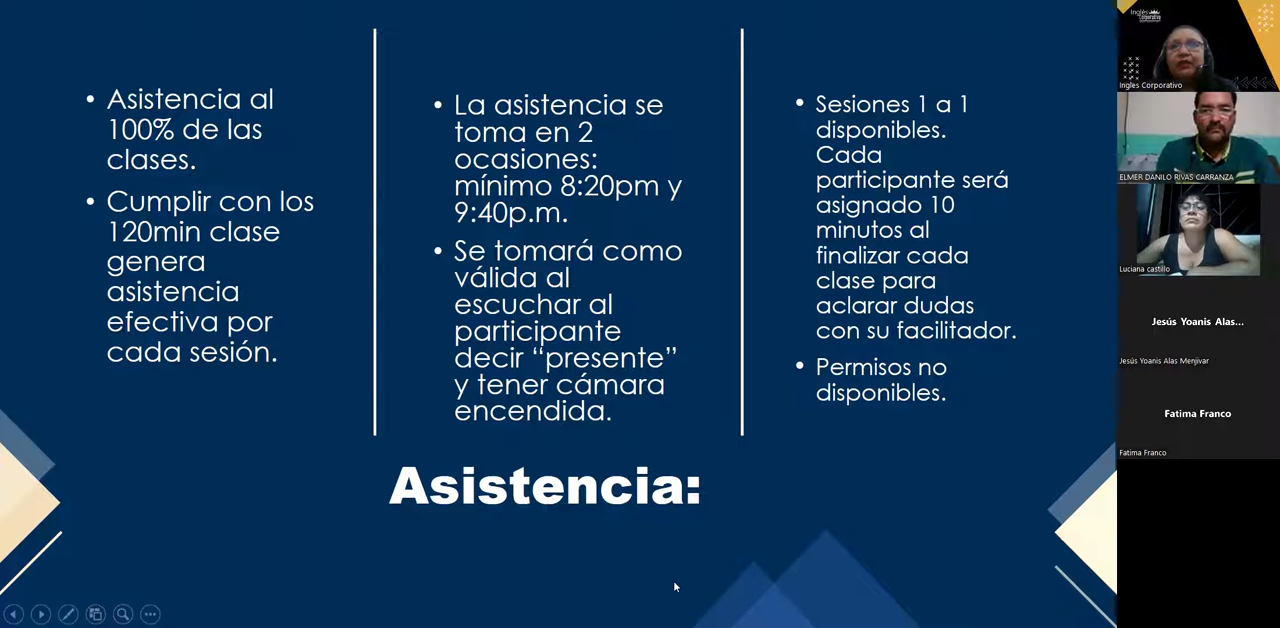 • Asistencia al
100% de las
clases.
• Cumplir con los
120min clase
genera
asistencia
efectiva por
cada sesión.
• La asistencia se
toma en 2
ocasiones:
mínimo 8:20pm y
9:40p.m.
• Se tomará como
válida al
escuchar al
participante
decir “presente”
y tener cámara
encendida.
• Sesiones 1 a 1
disponibles.
Cada
participante será
asignado 10
minutos al
finalizar cada
clase para
aclarar dudas
con su facilitador.
• Permisos no
disponibles.
Asistencia:
Inglés
Corporativo
Ingles Corporativo
ELMER DANILO RIVAS CARRANZA
Luciana castillo
Jesús Yoanis Alas...
Jesús Yoanis Alas Menjivar
Fatima Franco
Fatima Franco